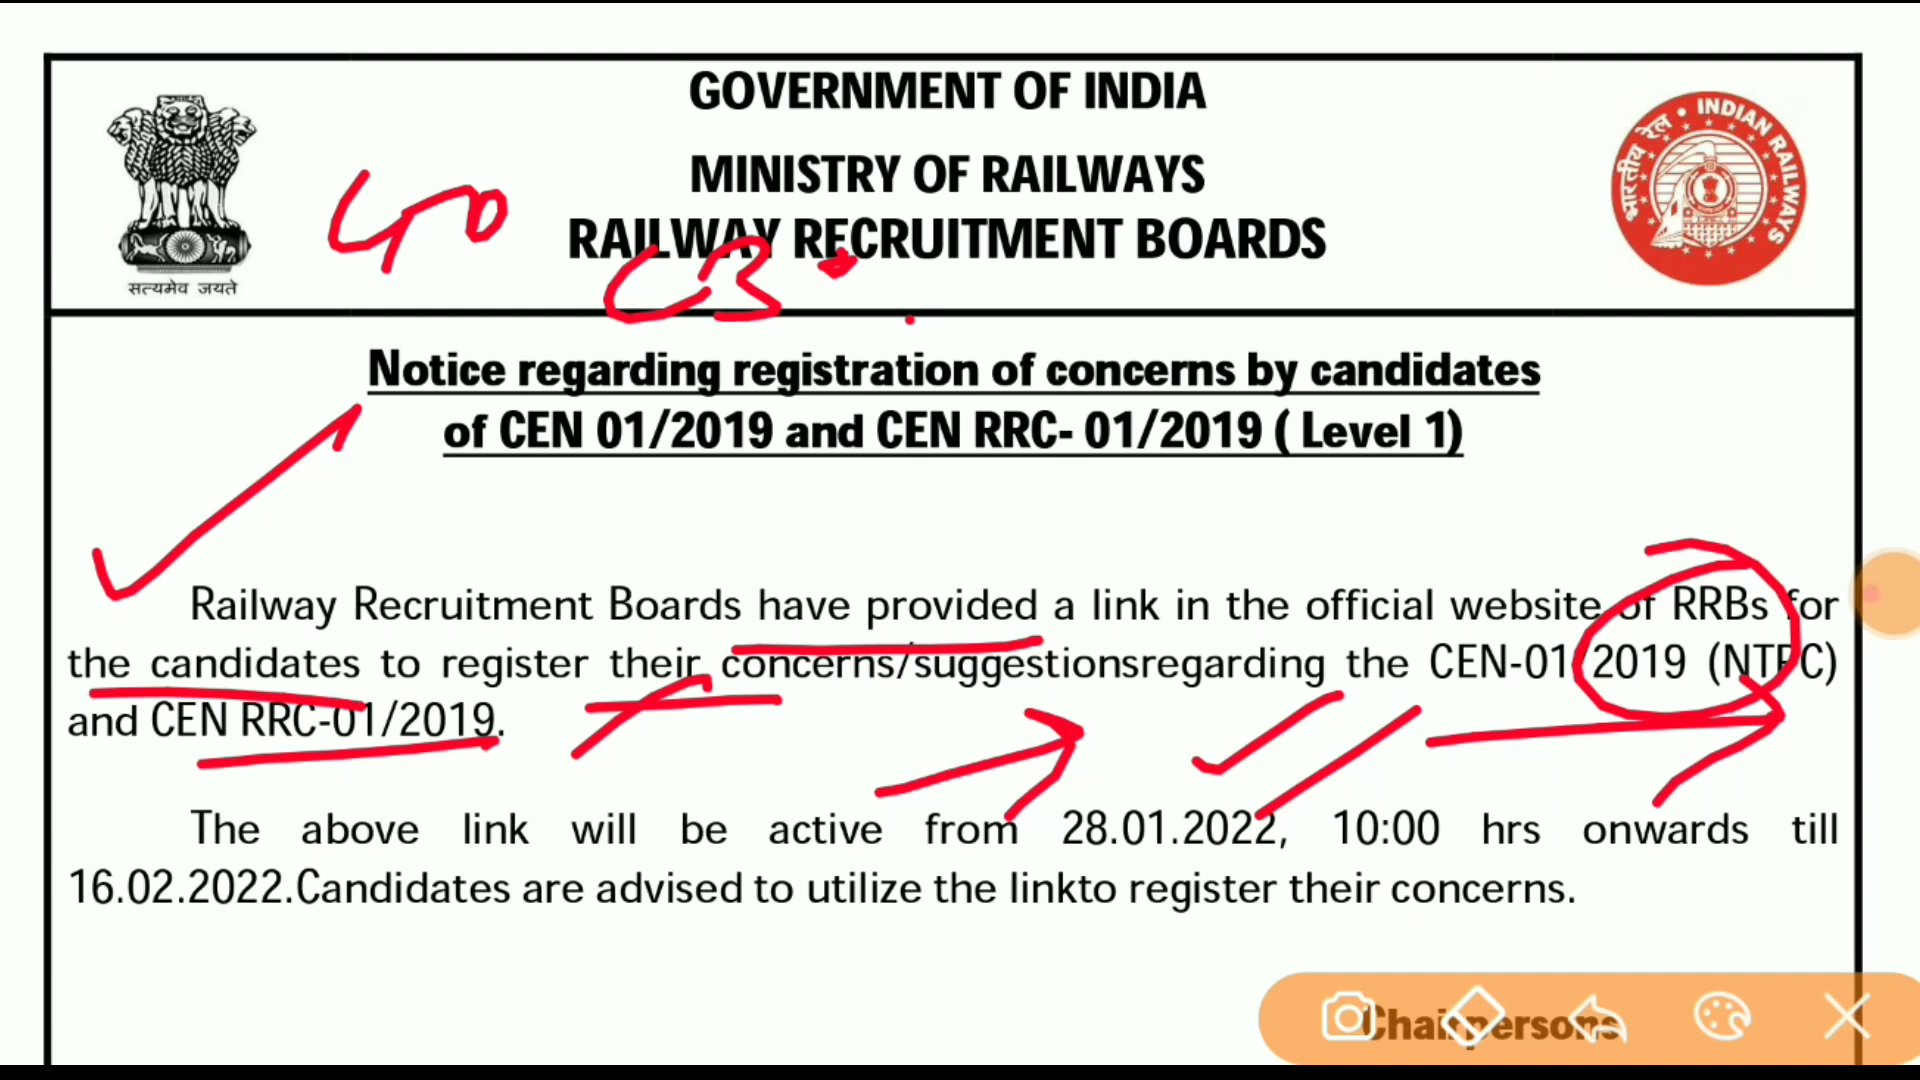 GOVERNMENT OF INDIA
MINISTRY OF RAILWAYS
RAILWAY RECRUITMENT BOARDS
सत्यमेव जयते
भारतीय रेल • INDIAN RAILWAYS
Notice regarding registration of concerns by candidates
of CEN 01/2019 and CEN RRC- 01/2019 ( Level 1)
Railway Recruitment Boards have provided a link in the official website of RRBs for
the candidates to register their concerns/suggestionsregarding the CEN-01/2019 (NTPC)
and CEN RRC-01/2019.
The above link will be active from 28.01.2022, 10:00 hrs onwards till
16.02.2022.Candidates are advised to utilize the linkto register their concerns.
Chairpersons